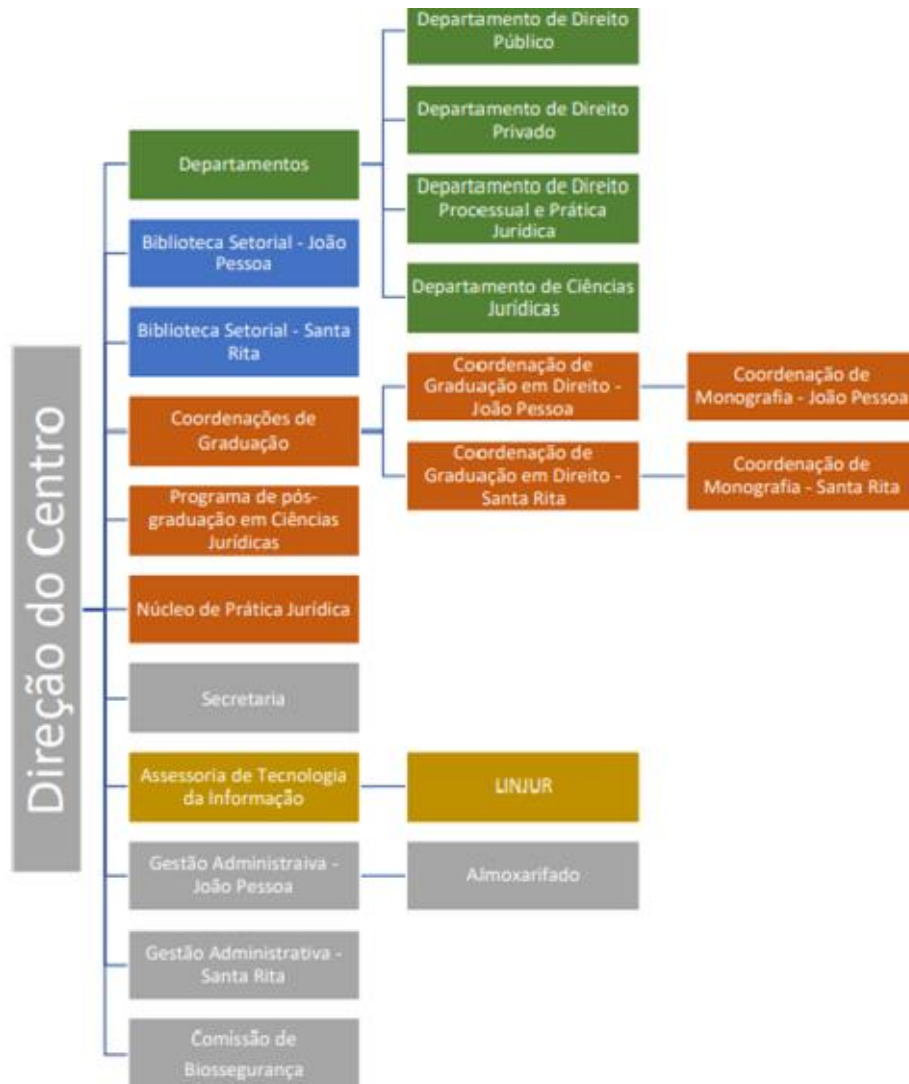 Direção do Centro
Departamentos
Departamento de Direito
Público
Departamento de Direito
Privado
Departamento de Direito
Processual e Prática
Jurídica
Departamento de Ciências
Jurídicas
Biblioteca Setorial - João
Pessoa
Biblioteca Setorial - Santa
Rita
Coordenações de
Graduação
Coordenação de
Graduação em Direito -
João Pessoa
Coordenação de
Monografia - João Pessoa
Coordenação de
Graduação em Direito -
Santa Rita
Coordenação de
Monografia - Santa Rita
Programa de pós-
graduação em Ciências
Jurídicas
Núcleo de Prática Jurídica
Secretaria
Assessoria de Tecnologia
da Informação
LINJUR
Gestão Administraiva -
João Pessoa
Almoxarifado
Gestão Administrativa -
Santa Rita
Comissão de
Biossegurança